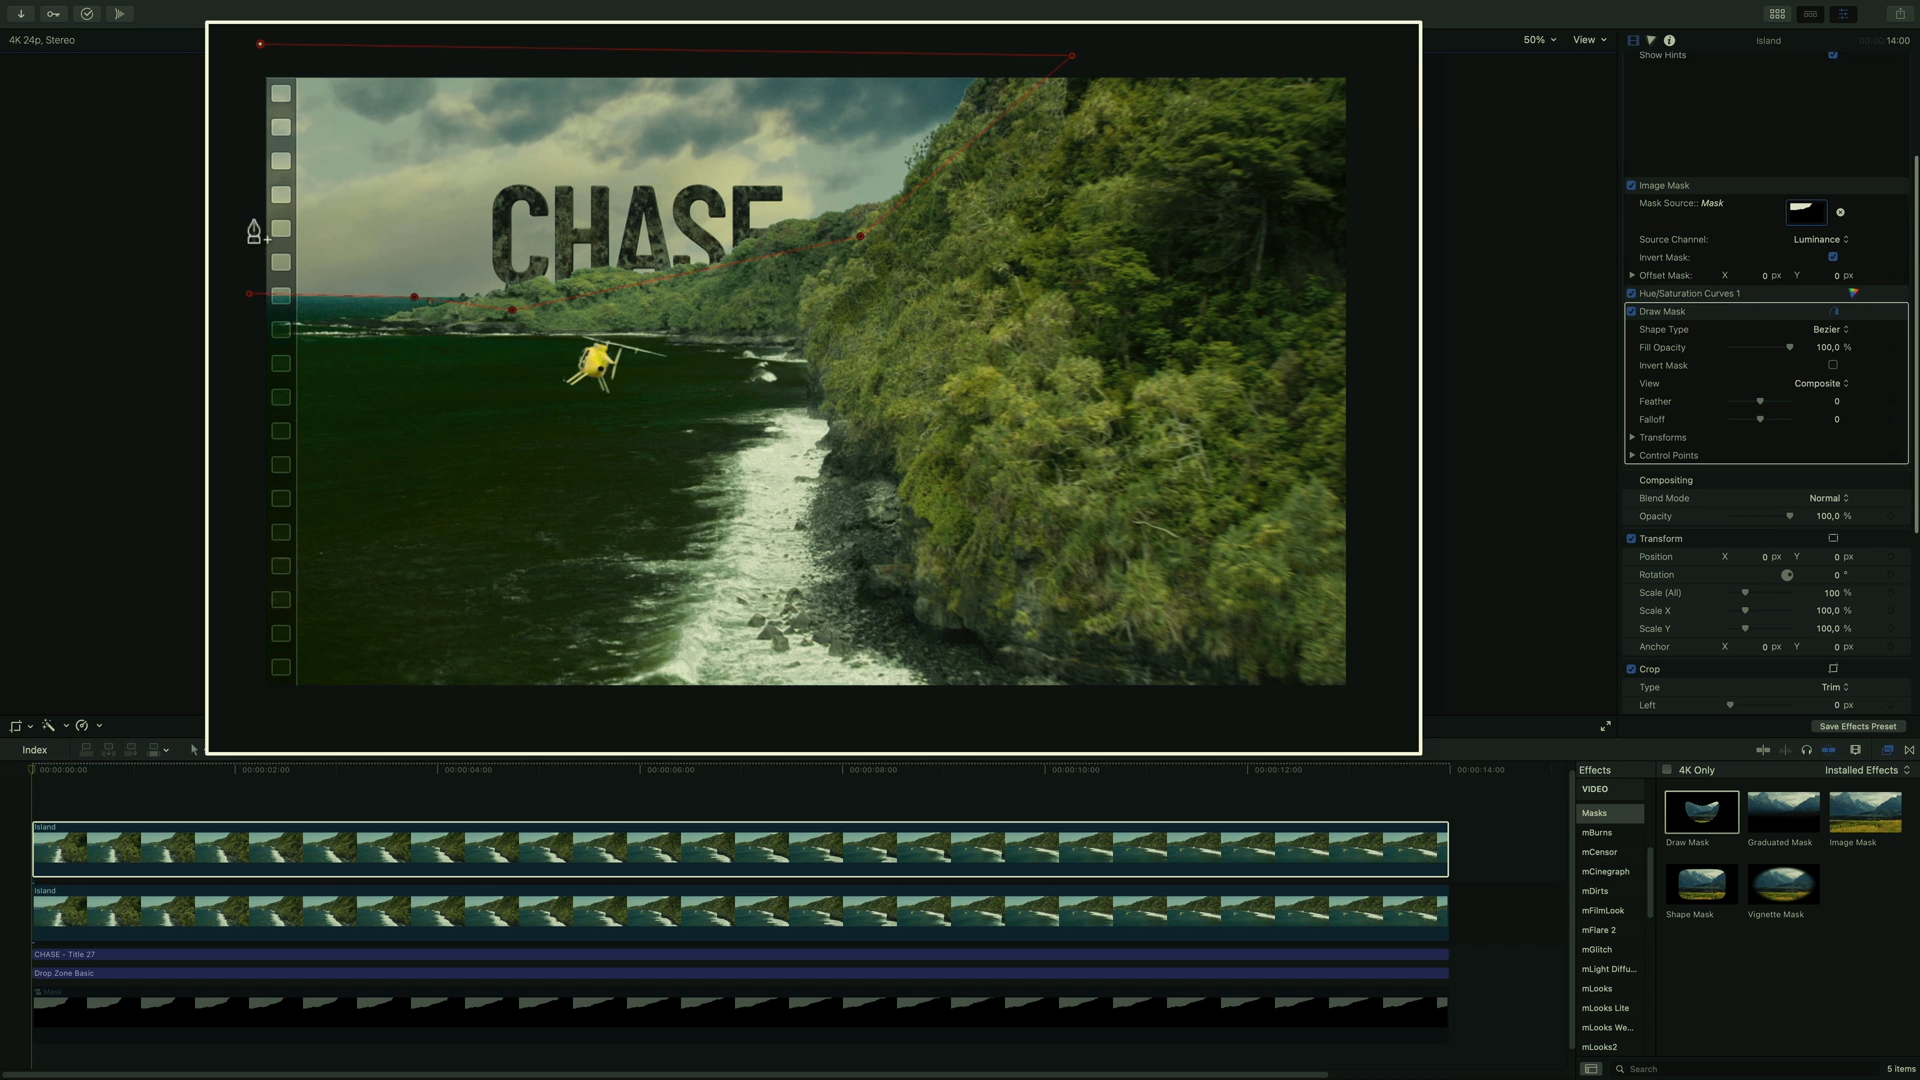 4K 24p, Stereo
50%
View
Island
14:00
Show Hints
CHASE
Image Mask
Mask Source:: Mask
Source Channel: Luminance
Invert Mask:
Offset Mask: X 0 px Y 0 px
Hue/Saturation Curves 1
Draw Mask
Shape Type Bezier
Fill Opacity 100,0 %
Invert Mask
View Composite
Feather 0
Falloff 0
Transforms
Control Points
Compositing
Blend Mode Normal
Opacity 100,0 %
Transform
Position X 0 px Y 0 px
Rotation 0 °
Scale (All) 100 %
Scale X 100,0 %
Scale Y 100,0 %
Anchor X 0 px Y 0 px
Crop
Type Trim
Left 0 px
Save Effects Preset
Index
00:00:00:00 00:00:02:00 00:00:04:00 00:00:06:00 00:00:08:00 00:00:10:00 00:00:12:00 00:00:14:00
Island
Island
CHASE - Title 27
Drop Zone Basic
Mask
Effects
4K Only
Installed Effects
VIDEO
Masks
mBurns
mCensor
mCinegraph
mDirts
mFilmLook
mFlare 2
mGlitch
mLight Diffu...
mLooks
mLooks Lite
mLooks We...
mLooks2
Draw Mask
Graduated Mask
Image Mask
Shape Mask
Vignette Mask
Search
5 items